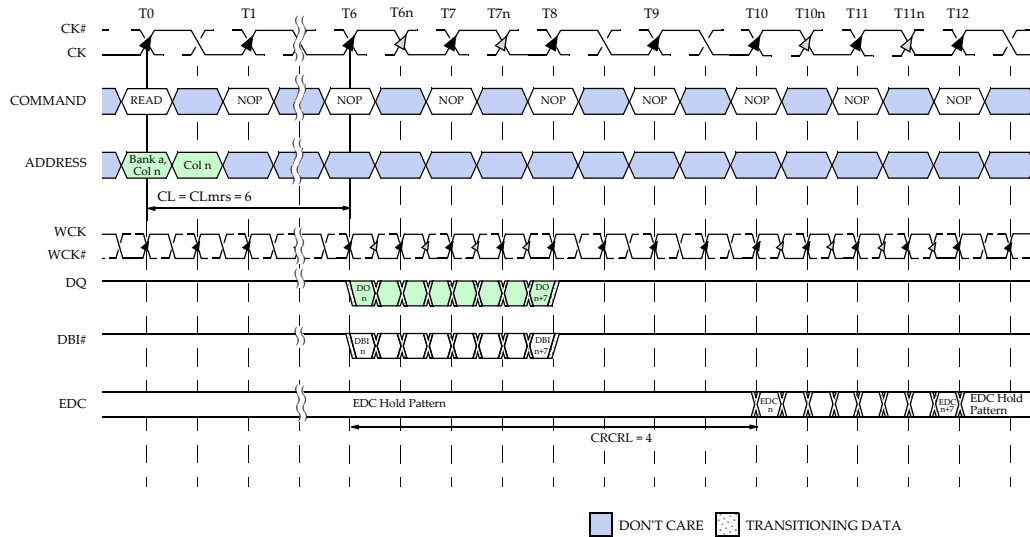 T0 T1 T6 T6n T7 T7n T8 T9 T10 T10n T11 T11n T12
CK#
CK
COMMAND READ NOP NOP NOP NOP NOP NOP NOP NOP
ADDRESS Bank a, Col n Col n
CL = CLmrs = 6
WCK
WCK#
DQ DO n DO n+7
DBI# DBI n DBI n+7
EDC EDC Hold Pattern EDC n EDC n+7 EDC Hold Pattern
CRCRL = 4
DON'T CARE TRANSITIONING DATA